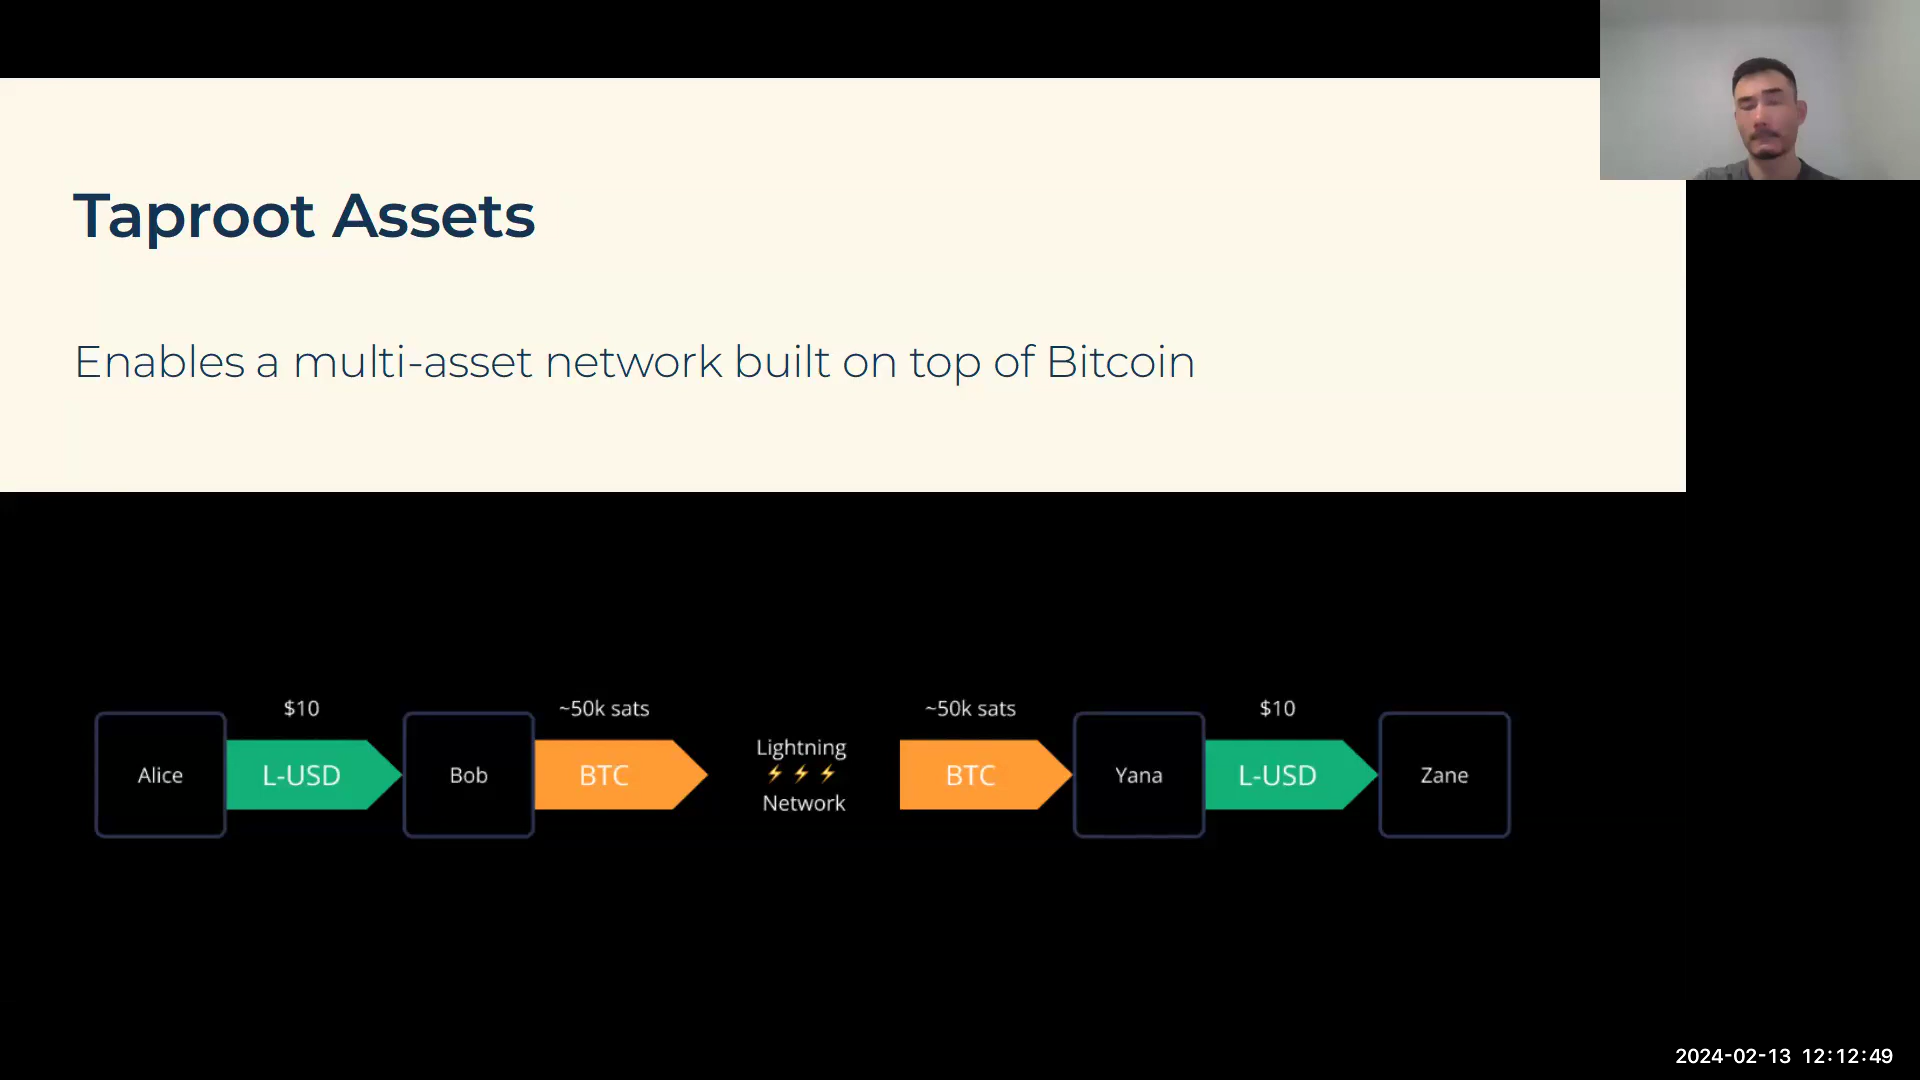 Taproot Assets
Enables a multi-asset network built on top of Bitcoin
$10
~50k sats
~50k sats
$10
Alice
L-USD
Bob
BTC
Lightning
⚡⚡⚡
Network
BTC
Yana
L-USD
Zane
2024-02-13 12:12:49